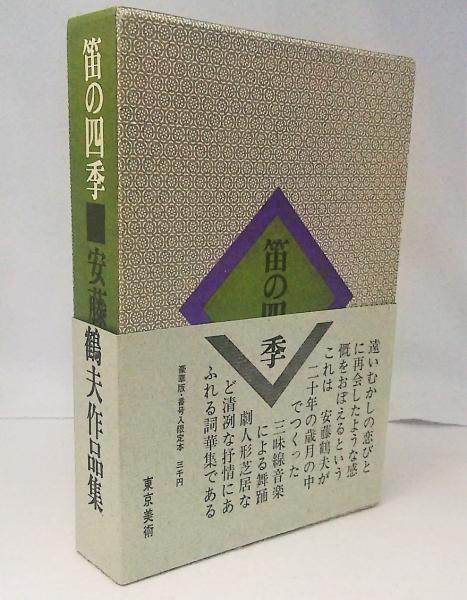 笛の四季■安藤鶴夫作品集
笛の四季
遠いむかしの恋びと
に再会したような感
慨をおぼえるという
これは 安藤鶴夫が
二十年の歳月の中
でつくった
三味線音楽
による舞踊
劇人形芝居な
ど清冽な抒情にあ
ふれる詞華集である
豪華版・番号入限定本 三千円
東京美術